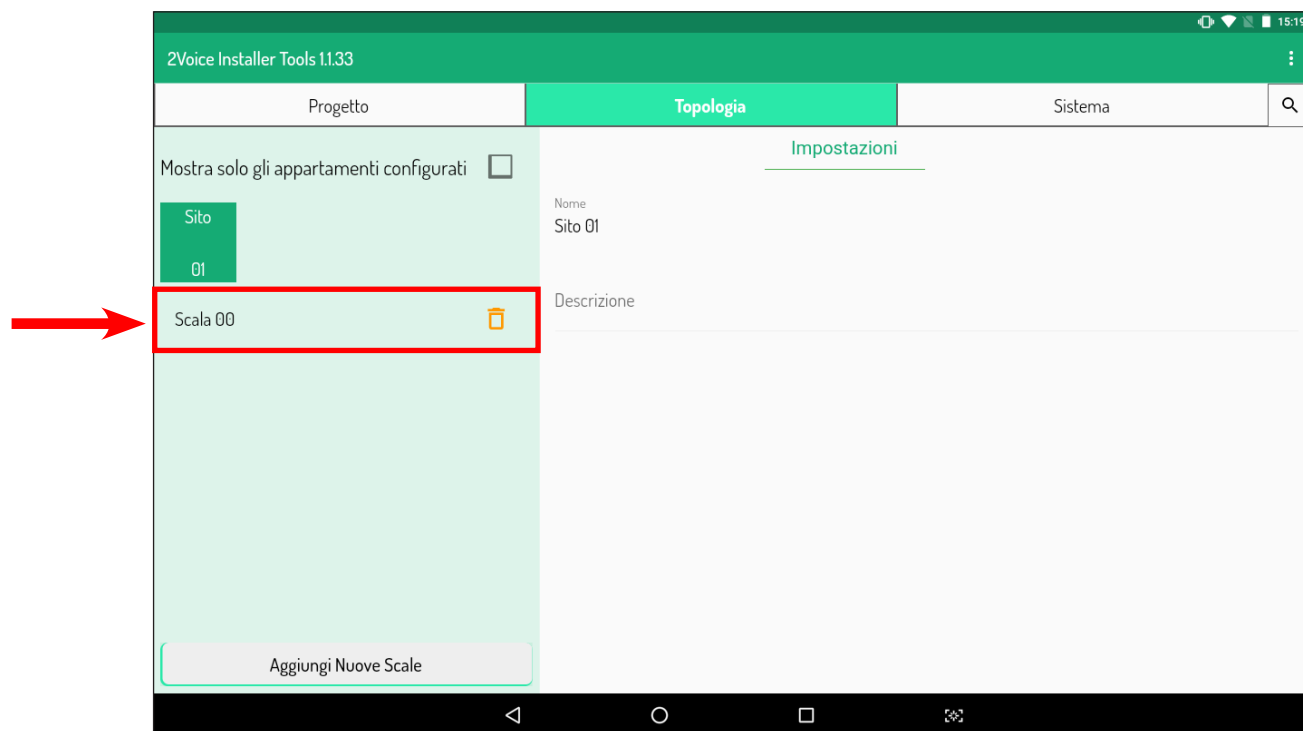 15:19
2Voice Installer Tools 1.1.33
Progetto
Topologia
Sistema
Mostra solo gli appartamenti configurati
Impostazioni
Sito
01
Nome
Sito 01
Scala 00
Descrizione
Aggiungi Nuove Scale